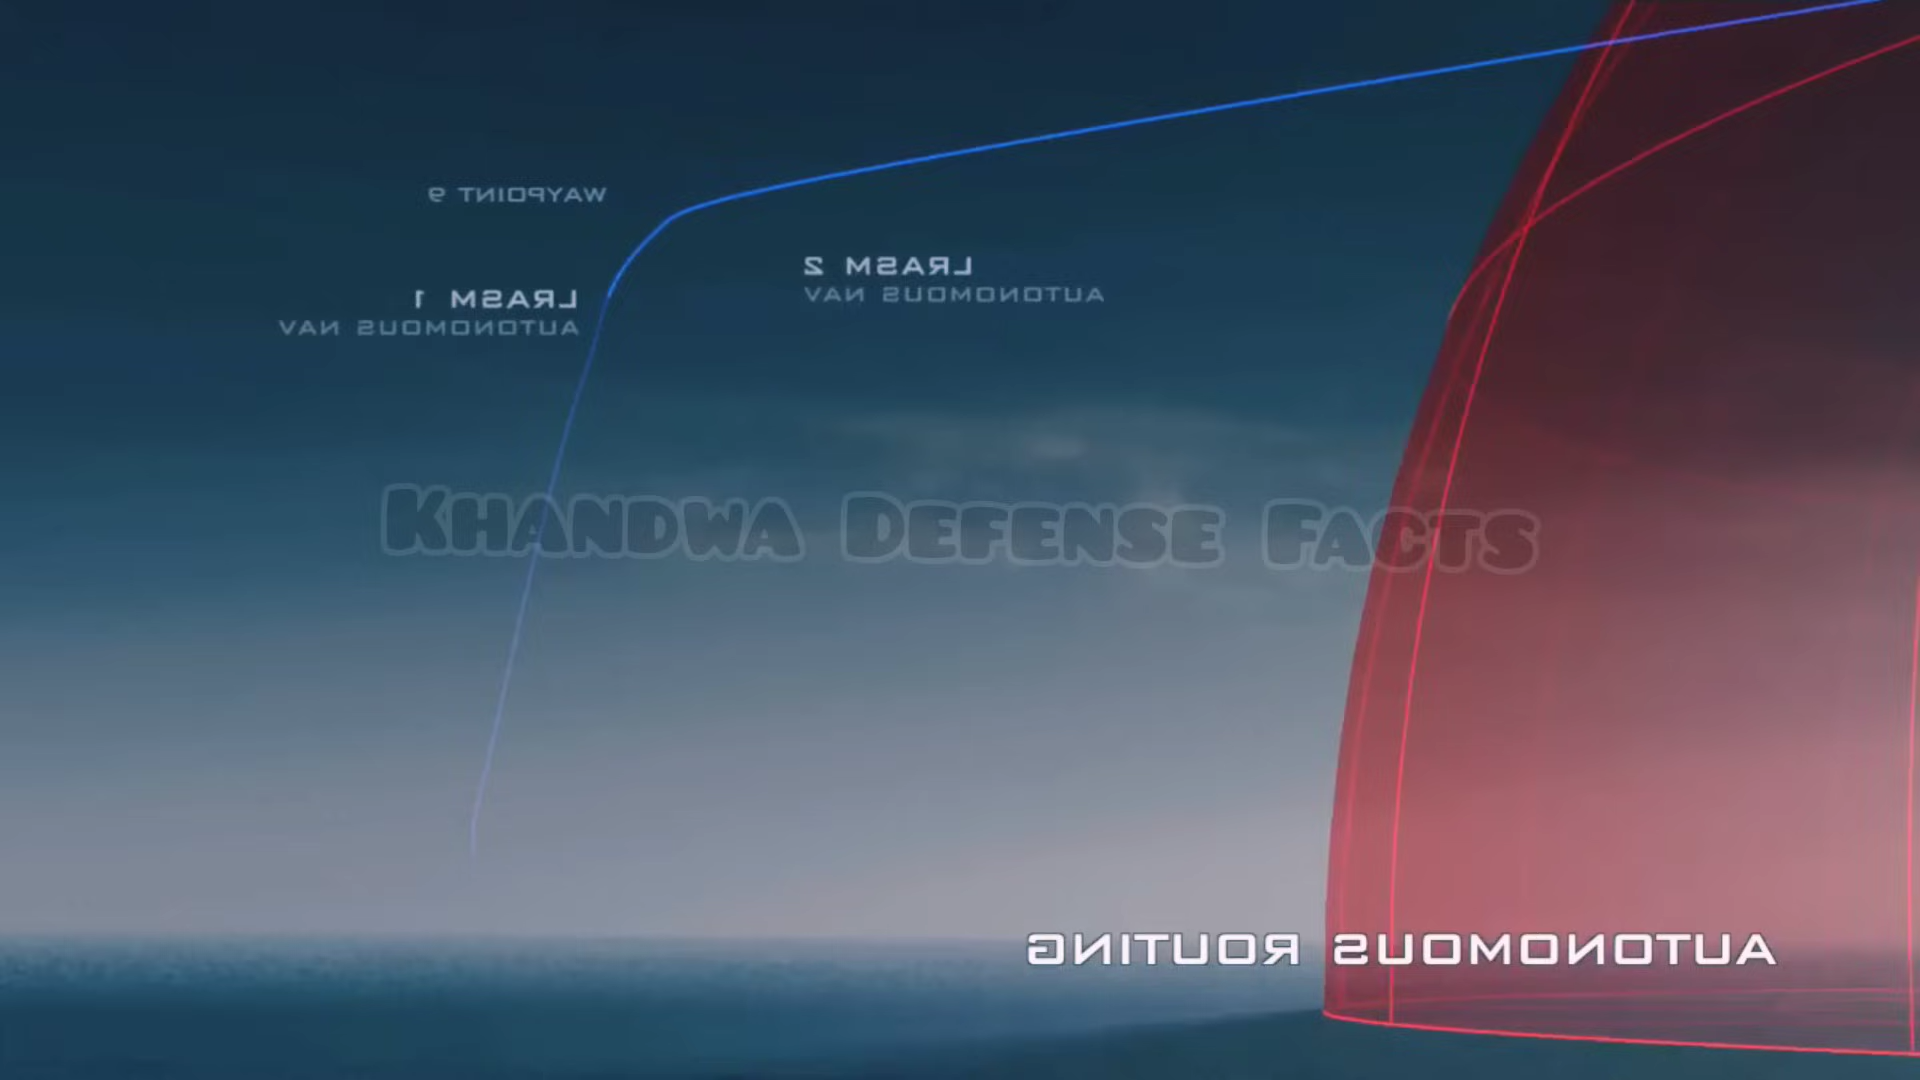 WAYPOINT 9
LRASM 2
AUTONOMOUS NAV
LRASM 1
AUTONOMOUS NAV
Khandwa Defense Facts
AUTONOMOUS ROUTING